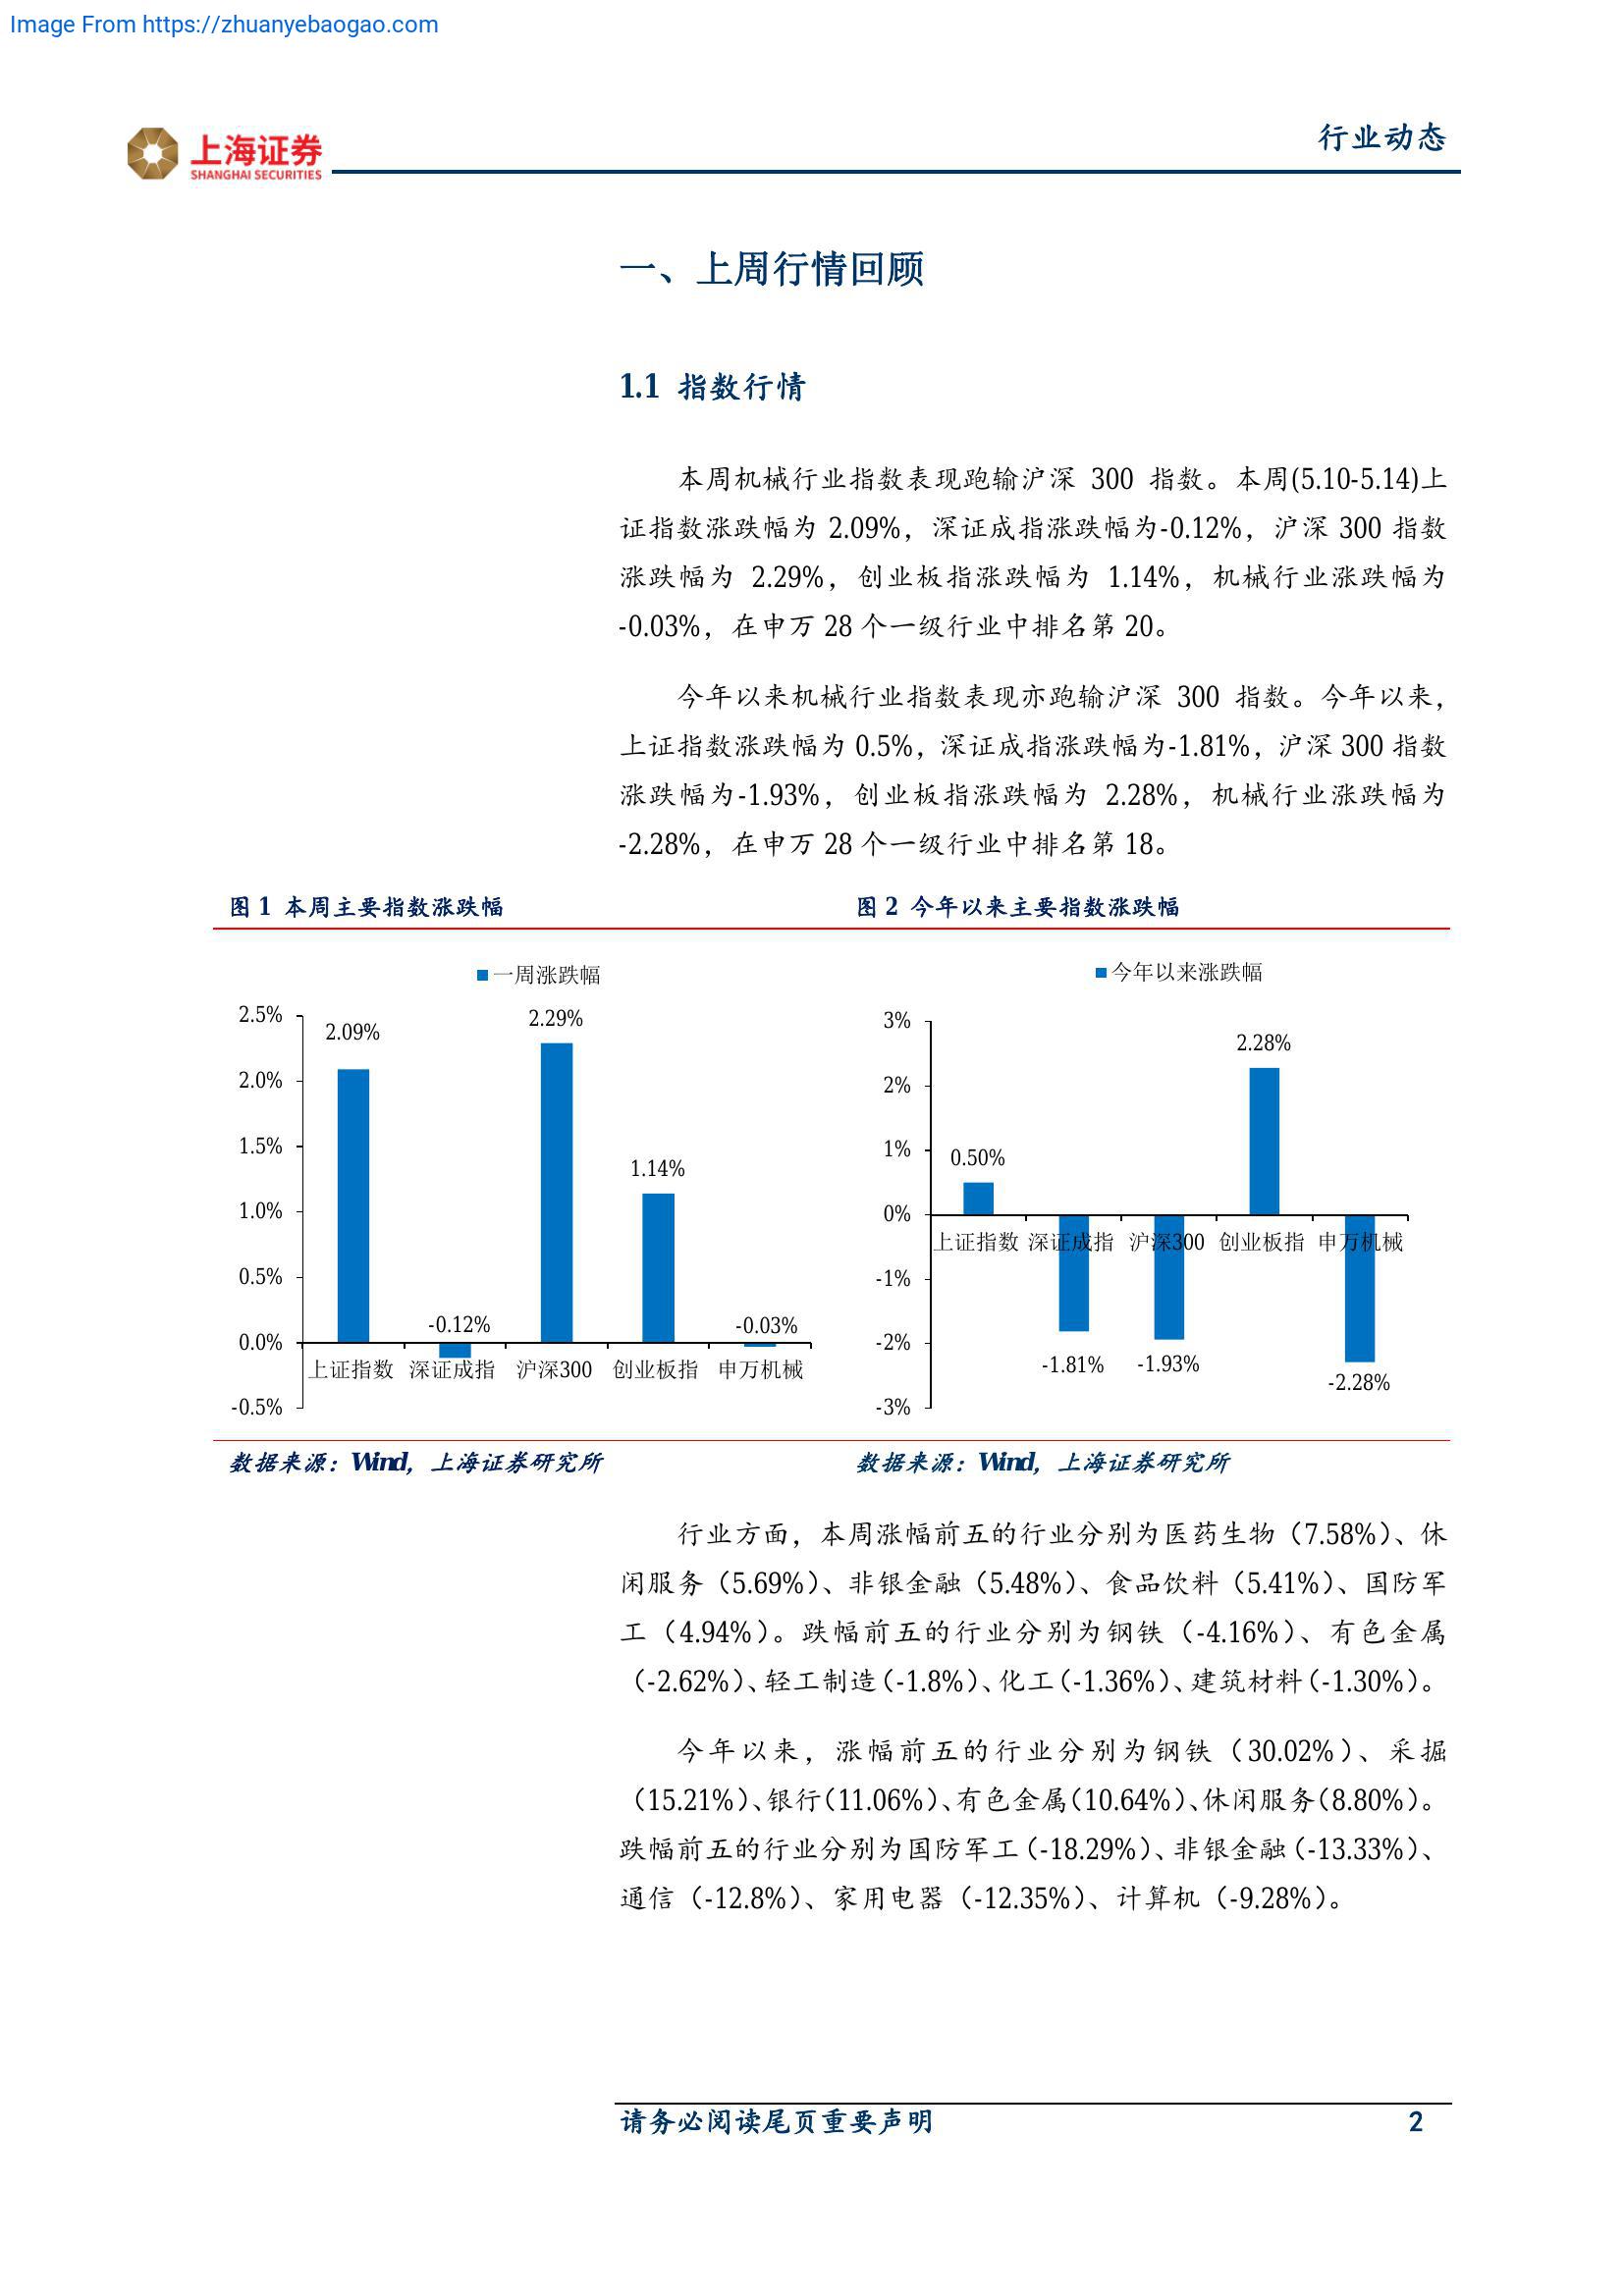 Image From https://zhuanyebaogao.com
上海证券
SHANGHAI SECURITIES
行业动态
一、上周行情回顾
1.1 指数行情
本周机械行业指数表现跑输沪深 300 指数。本周(5.10-5.14)上
证指数涨跌幅为 2.09%，深证成指涨跌幅为-0.12%，沪深 300 指数
涨跌幅为 2.29%，创业板指涨跌幅为 1.14%，机械行业涨跌幅为
-0.03%，在申万 28 个一级行业中排名第 20。
今年以来机械行业指数表现亦跑输沪深 300 指数。今年以来，
上证指数涨跌幅为 0.5%，深证成指涨跌幅为-1.81%，沪深 300 指数
涨跌幅为-1.93%，创业板指涨跌幅为 2.28%，机械行业涨跌幅为
-2.28%，在申万 28 个一级行业中排名第 18。
图 1 本周主要指数涨跌幅
一周涨跌幅
2.5%
2.0%
1.5%
1.0%
0.5%
0.0%
-0.5%
2.09%
-0.12%
2.29%
1.14%
-0.03%
上证指数 深证成指 沪深300 创业板指 申万机械
数据来源：Wind，上海证券研究所
图 2 今年以来主要指数涨跌幅
今年以来涨跌幅
3%
2%
1%
0%
-1%
-2%
-3%
0.50%
-1.81%
-1.93%
2.28%
-2.28%
上证指数 深证成指 沪深300 创业板指 申万机械
数据来源：Wind，上海证券研究所
行业方面，本周涨幅前五的行业分别为医药生物（7.58%）、休
闲服务（5.69%）、非银金融（5.48%）、食品饮料（5.41%）、国防军
工（4.94%）。跌幅前五的行业分别为钢铁（-4.16%）、有色金属
（-2.62%）、轻工制造（-1.8%）、化工（-1.36%）、建筑材料（-1.30%）。
今年以来，涨幅前五的行业分别为钢铁（30.02%）、采掘
（15.21%）、银行（11.06%）、有色金属（10.64%）、休闲服务（8.80%）。
跌幅前五的行业分别为国防军工（-18.29%）、非银金融（-13.33%）、
通信（-12.8%）、家用电器（-12.35%）、计算机（-9.28%）。
请务必阅读尾页重要声明
2